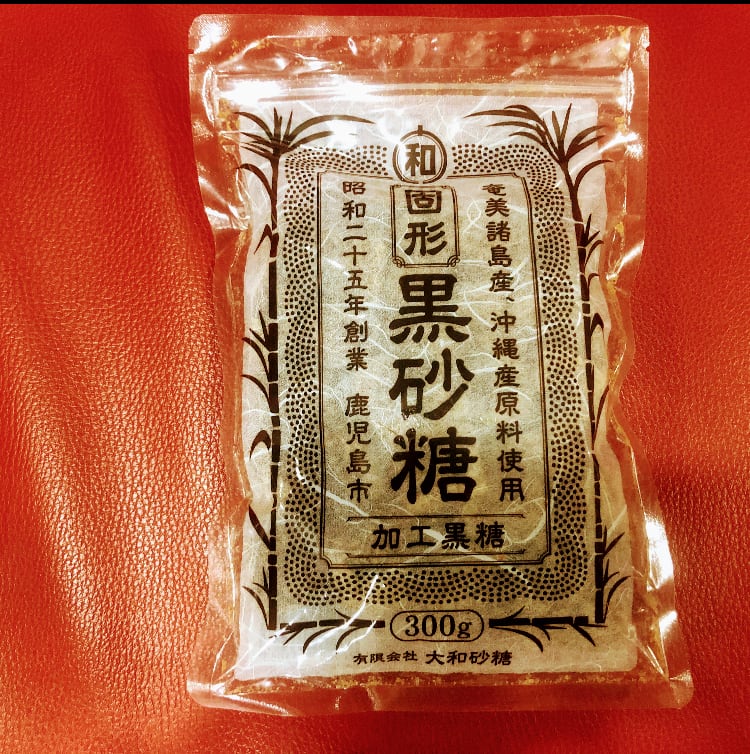 和
奄美諸島産、沖縄産原料使用
固形
黒砂糖
昭和二十五年創業 鹿児島市
加工黒糖
300g
有限会社 大和砂糖